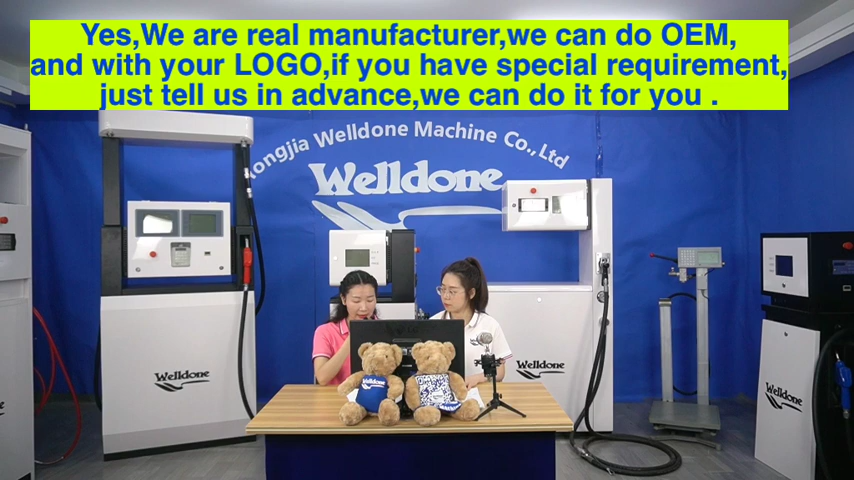 Yes,We are real manufacturer,we can do OEM,
and with your LOGO,if you have special requirement,
just tell us in advance,we can do it for you .
Welldone Machine Co.,Ltd
Welldone
Welldone
Welldone
Welldone
Welldone